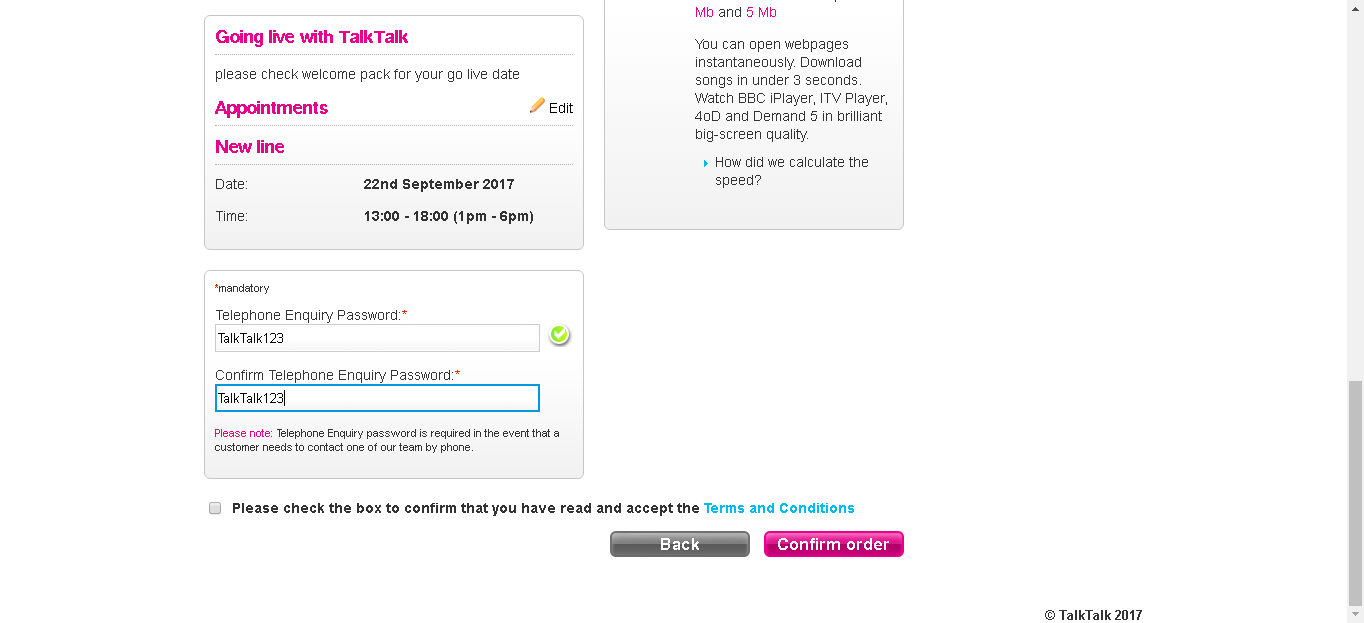 Going live with TalkTalk
please check welcome pack for your go live date
Appointments
Edit
New line
Date:
22nd September 2017
Time:
13:00 - 18:00 (1pm - 6pm)
*mandatory
Telephone Enquiry Password:*
TalkTalk123
Confirm Telephone Enquiry Password:*
TalkTalk123
Please note: Telephone Enquiry password is required in the event that a
customer needs to contact one of our team by phone.
Mb and 5 Mb
You can open webpages
instantaneously. Download
songs in under 3 seconds.
Watch BBC iPlayer, ITV Player,
4oD and Demand 5 in brilliant
big-screen quality.
How did we calculate the
speed?
Please check the box to confirm that you have read and accept the Terms and Conditions
Back
Confirm order
© TalkTalk 2017